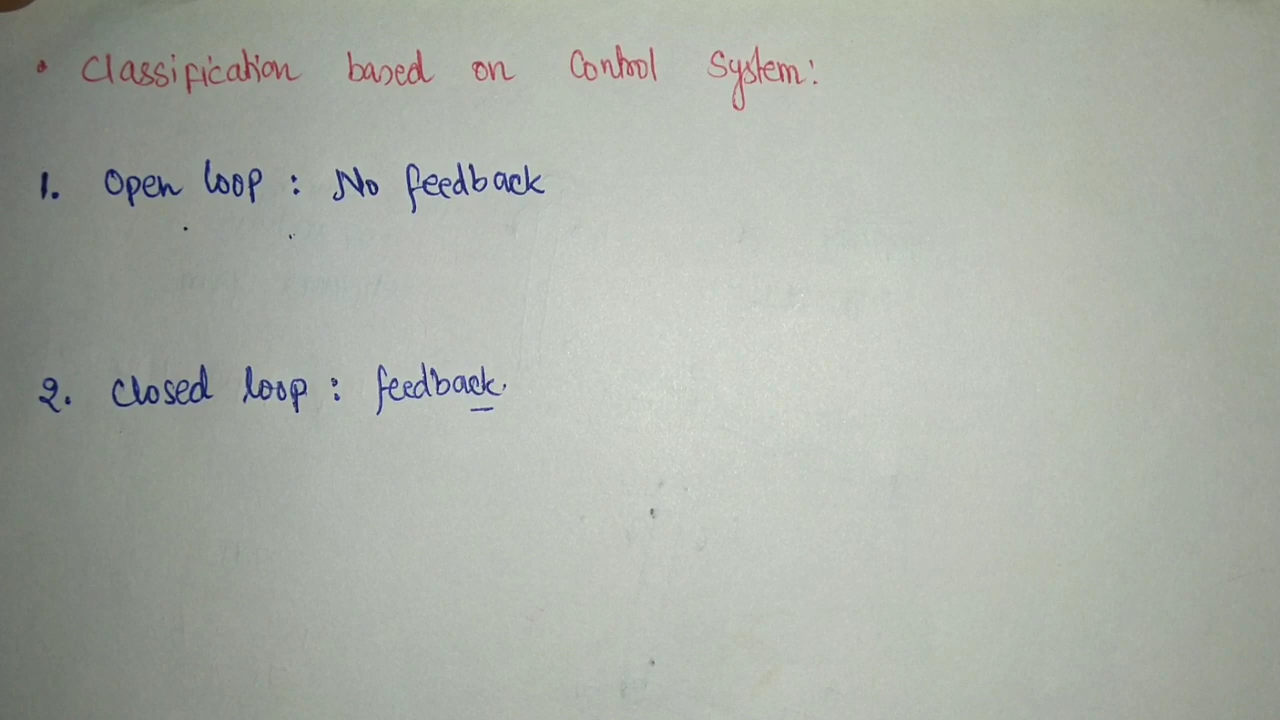 • Classification based on Control System:
1. Open loop : No feedback
2. Closed loop : feedback.